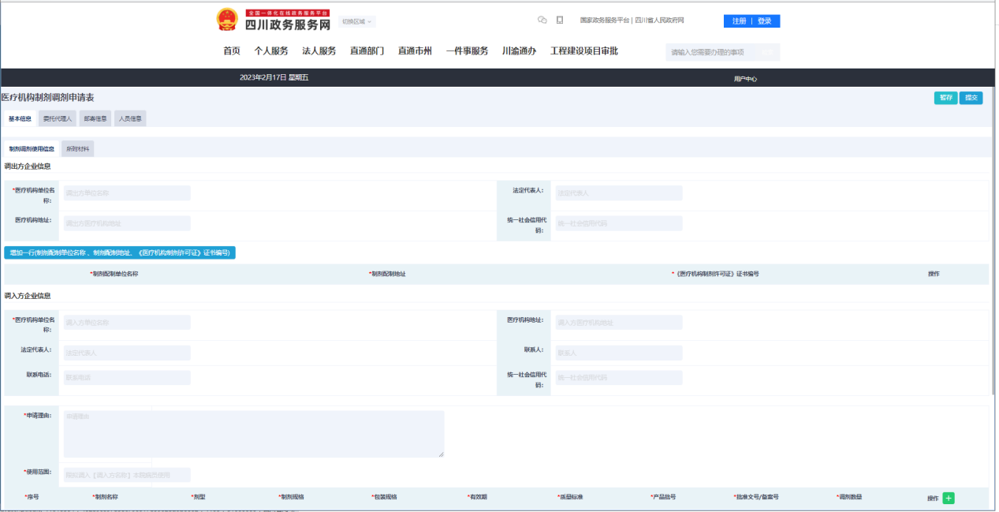 全国一体化在线政务服务平台
四川政务服务网 切换区域
国家政务服务平台 | 四川省人民政府网 注册 | 登录
首页 个人服务 法人服务 直通部门 直通市州 一件事服务 川渝通办 工程建设项目审批 请输入您需要办理的事项
2023年2月17日 星期五 用户中心
医疗机构制剂调剂申请表 暂存 提交
基本信息 委托代理人 邮寄信息 人员信息
制剂调剂使用信息 所附材料
调出方企业信息
*医疗机构单位名称: 调出方单位名称 法定代表人: 法定代表人
医疗机构地址: 调出方医疗机构地址 统一社会信用代码: 统一社会信用代码
增加一行(制剂配制单位名称 、制剂配制地址、《医疗机构制剂许可证》证书编号)
*制剂配制单位名称 *制剂配制地址 *《医疗机构制剂许可证》证书编号 操作
调入方企业信息
*医疗机构单位名称: 调入方单位名称 医疗机构地址: 调入方医疗机构地址
法定代表人: 法定代表人 联系人: 联系人
联系电话: 联系电话 统一社会信用代码: 统一社会信用代码
*申请理由: 申请理由
*使用范围: 限拟调入【调入方名称】本院病员使用
*序号 *制剂名称 *剂型 *制剂规格 *包装规格 *有效期 *质量标准 *产品批号 *批准文号/备案号 *调剂数量 操作 +